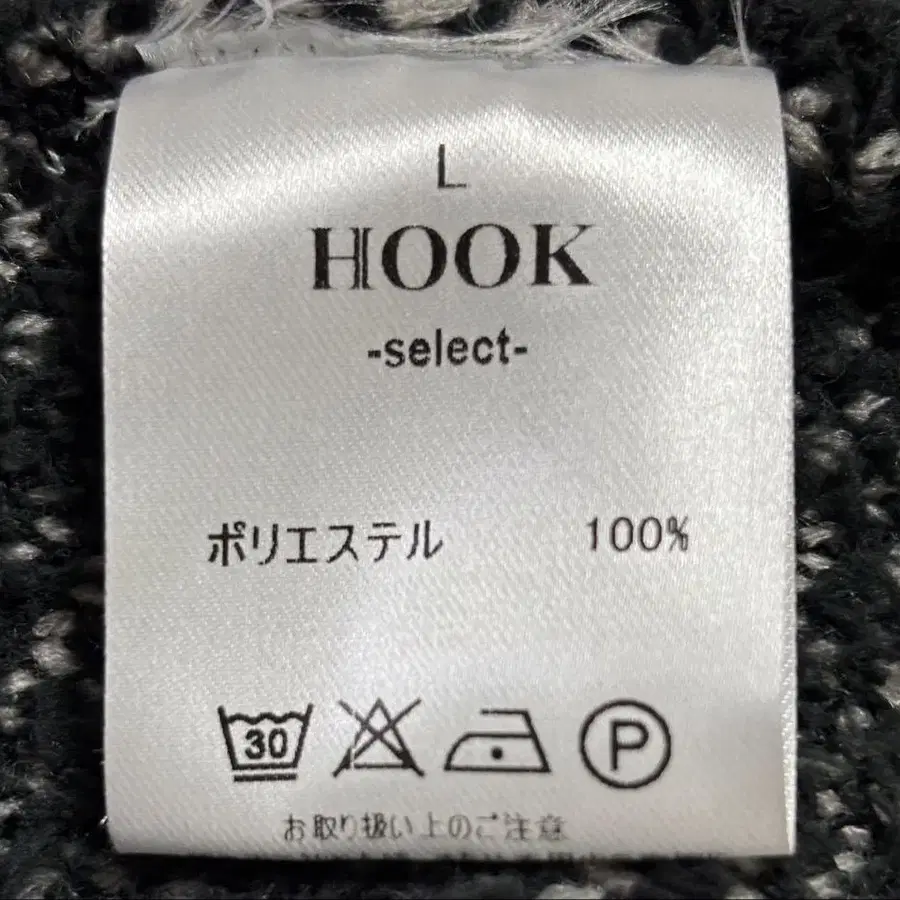 L
HOOK
-select-
ポリエステル 100%
30 P
お取り扱い上のご注意